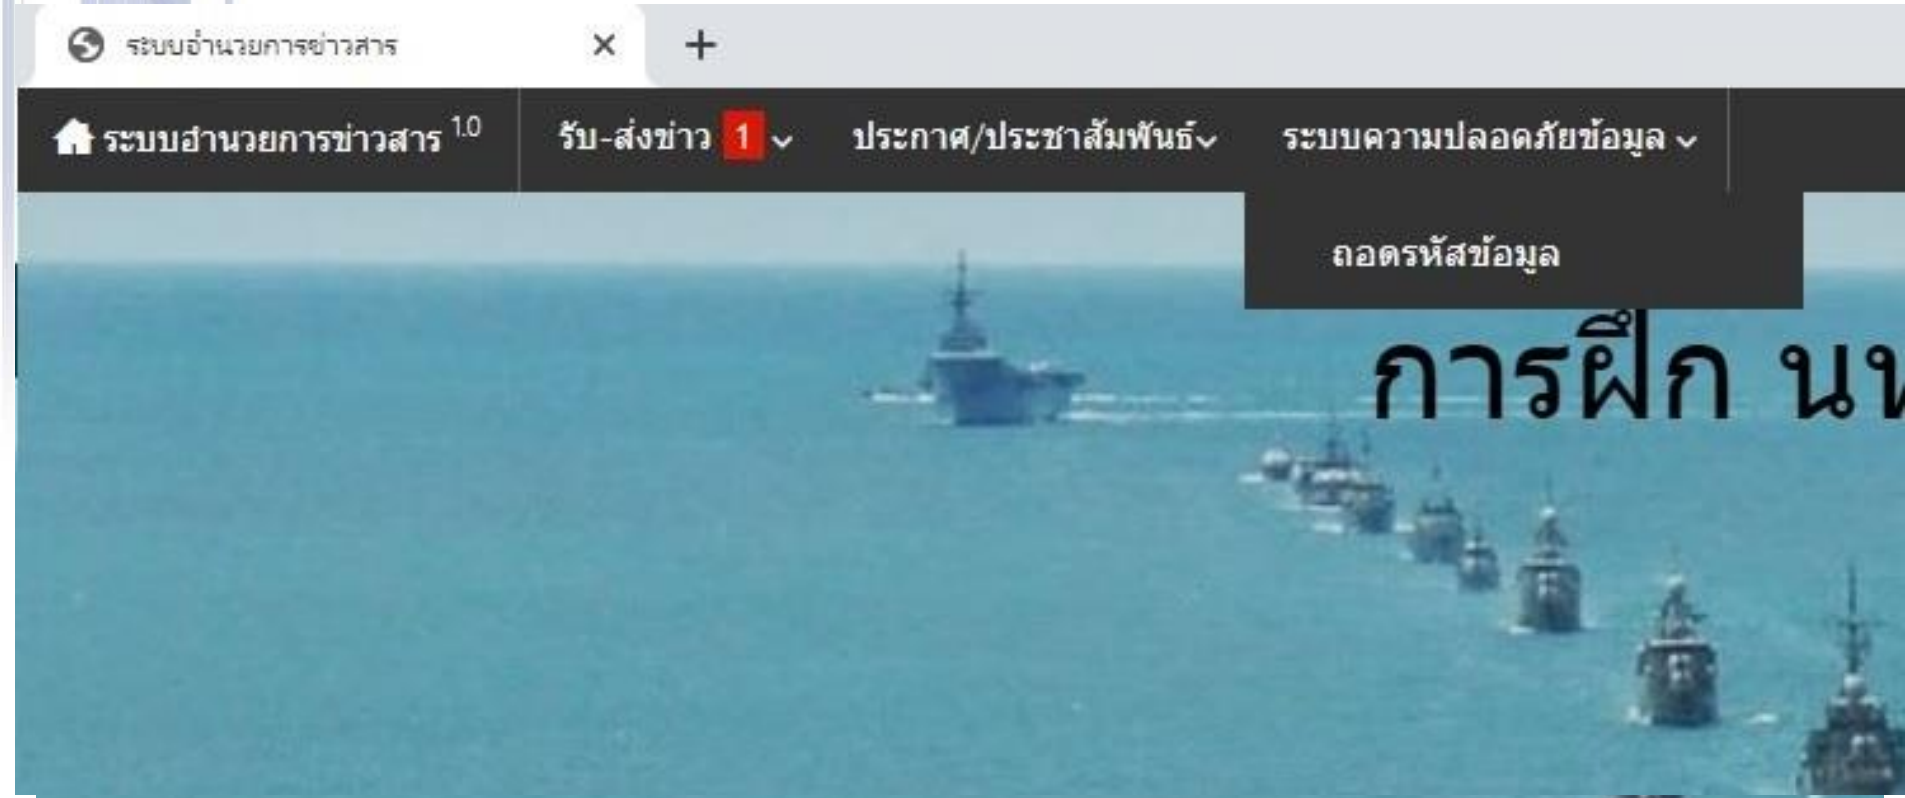 ระบบอำนวยการข่าวสาร
ระบบอำนวยการข่าวสาร 1.0 รับ-ส่งข่าว 1 ประกาศ/ประชาสัมพันธ์ ระบบความปลอดภัยข้อมูล
ถอดรหัสข้อมูล
การฝึก